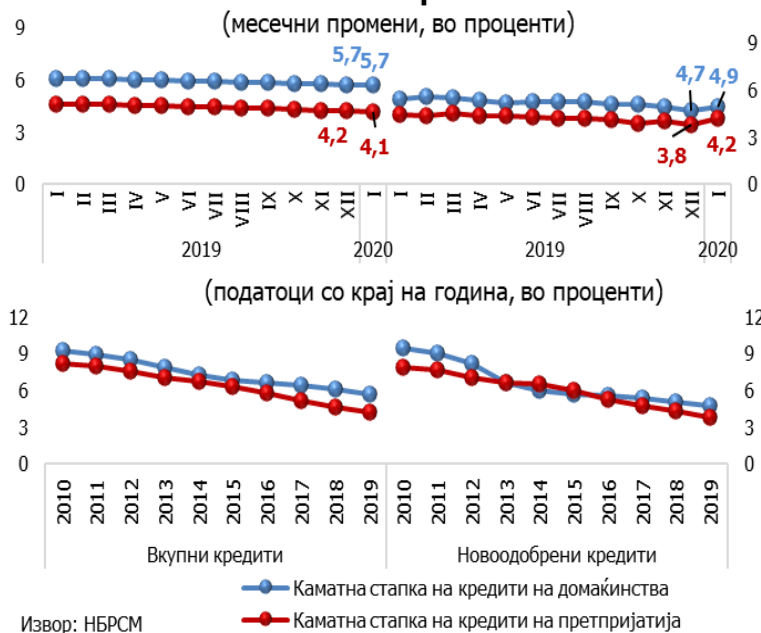 (месечни промени, во проценти)
9
6
3
0
5,7 5,7
4,2
4,1
4,7 4,9
3,8
4,2
9
6
3
0
I II III IV V VI VII VIII IX X XI XII I
I II III IV V VI VII VIII IX X XI XII I
2019 2020 2019 2020
(податоци со крај на година, во проценти)
12
9
6
3
0
12
9
6
3
0
2010 2011 2012 2013 2014 2015 2016 2017 2018 2019
2010 2011 2012 2013 2014 2015 2016 2017 2018 2019
Вкупни кредити Новоодобрени кредити
Каматна стапка на кредити на домаќинства
Каматна стапка на кредити на претпријатија
Извор: НБРСМ